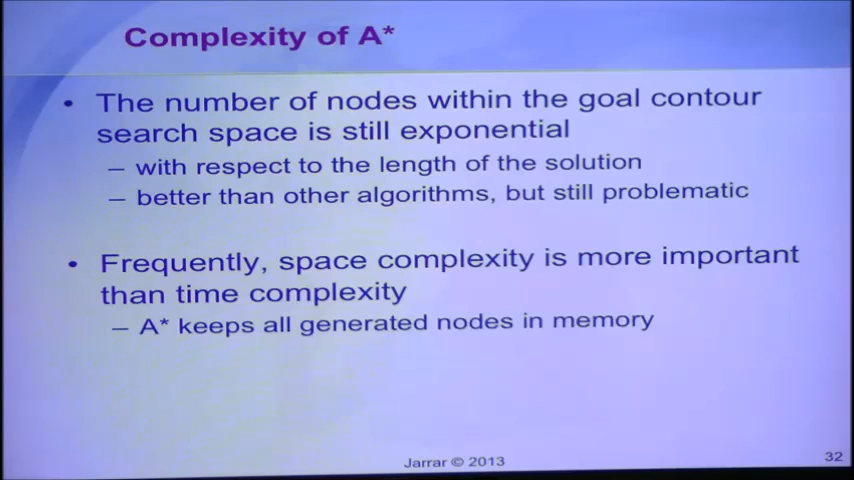 Complexity of A*
• The number of nodes within the goal contour
search space is still exponential
– with respect to the length of the solution
– better than other algorithms, but still problematic
• Frequently, space complexity is more important
than time complexity
– A* keeps all generated nodes in memory
Jarrar © 2013
32